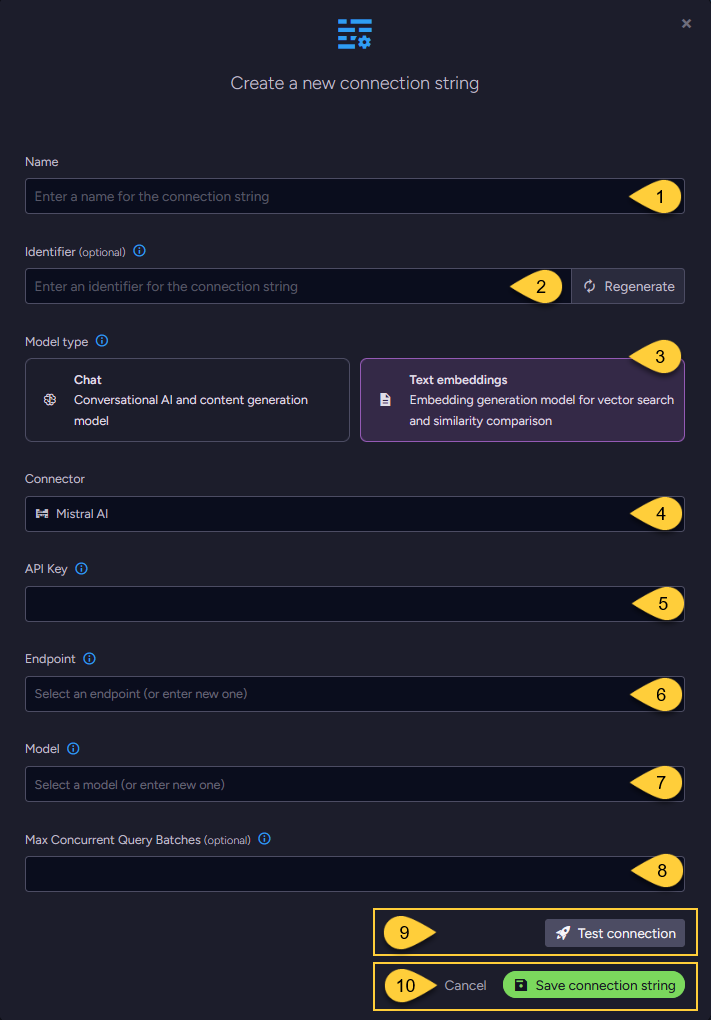 ×
Create a new connection string
Name
Enter a name for the connection string
1
Identifier (optional)
Enter an identifier for the connection string
2
Regenerate
Model type
3
Chat
Conversational AI and content generation
model
Text embeddings
Embedding generation model for vector search
and similarity comparison
Connector
Mistral AI
4
API Key
5
Endpoint
Select an endpoint (or enter new one)
6
Model
Select a model (or enter new one)
7
Max Concurrent Query Batches (optional)
8
9
Test connection
10
Cancel
Save connection string